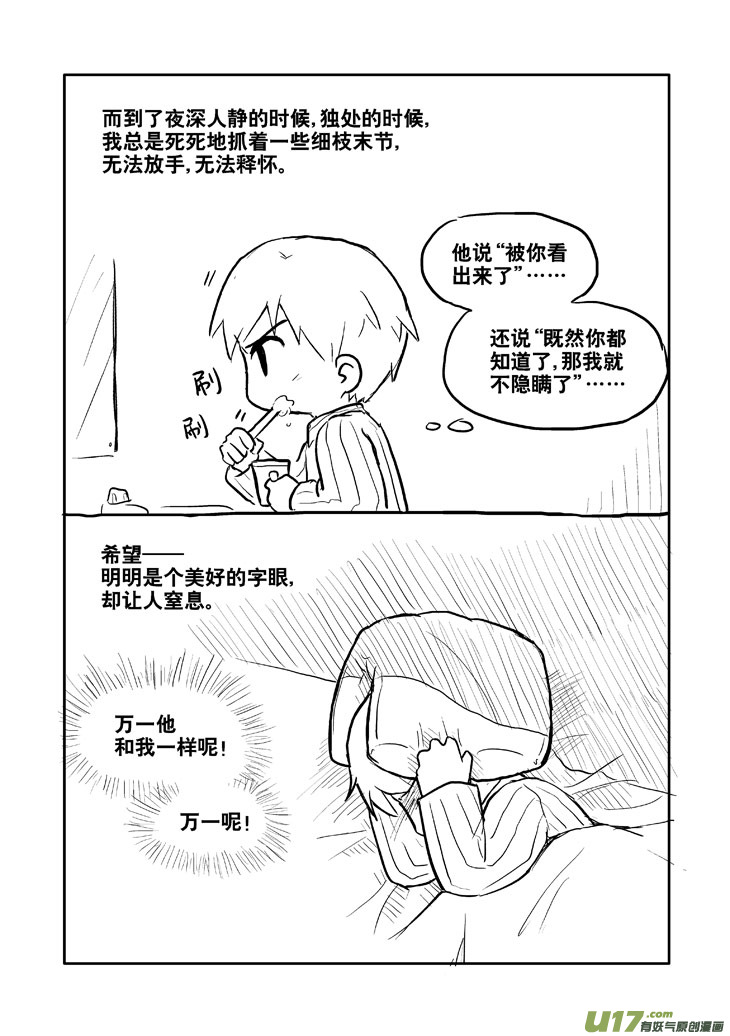 而到了夜深人静的时候,独处的时候,
我总是死死地抓着一些细枝末节,
无法放手,无法释怀。
他说“被你看
出来了”……
还说“既然你都
知道了,那我就
不隐瞒了”……
刷
刷
希望——
明明是个美好的字眼,
却让人窒息。
万一他
和我一样呢!
万一呢!
U17.com
有妖气原创漫画